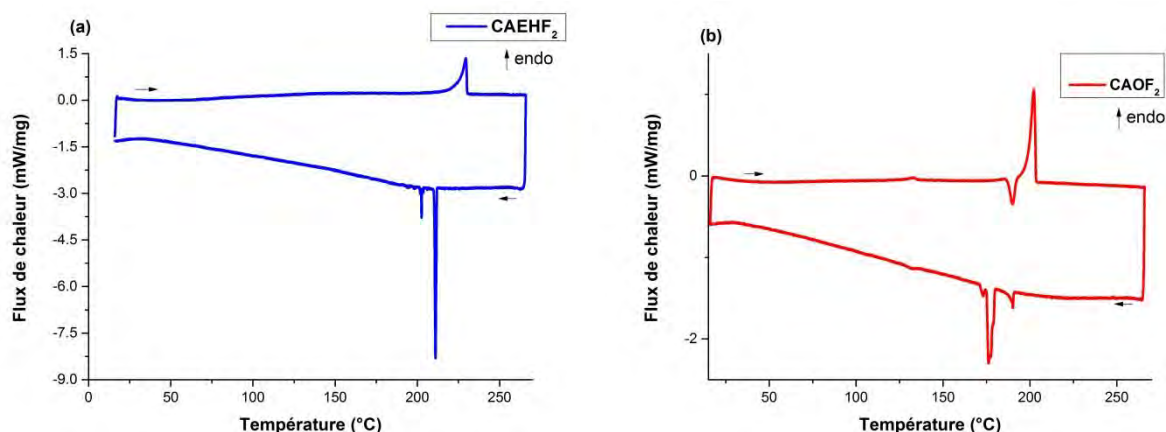 (a)
CAEHF2
endo
1.5
0.0
-1.5
-3.0
-4.5
-6.0
-7.5
-9.0
Flux de chaleur (mW/mg)
0 50 100 150 200 250
Température (°C)
(b)
CAOF2
endo
0
-2
Flux de chaleur (mW/mg)
50 100 150 200 250
Température (°C)